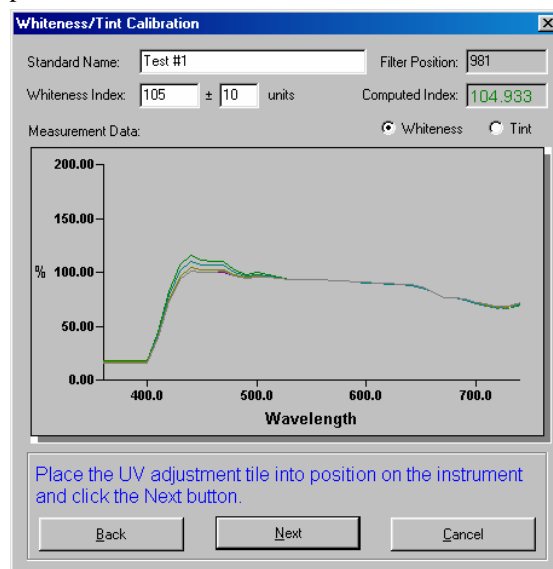 Whiteness/Tint Calibration
Standard Name: Test #1 Filter Position: 981
Whiteness Index: 105 ± 10 units Computed Index: 104.933
Measurement Data: Whiteness Tint
200.00
150.00
% 100.00
50.00
0.00
400.0 500.0 600.0 700.0
Wavelength
Place the UV adjustment tile into position on the instrument
and click the Next button.
Back Next Cancel